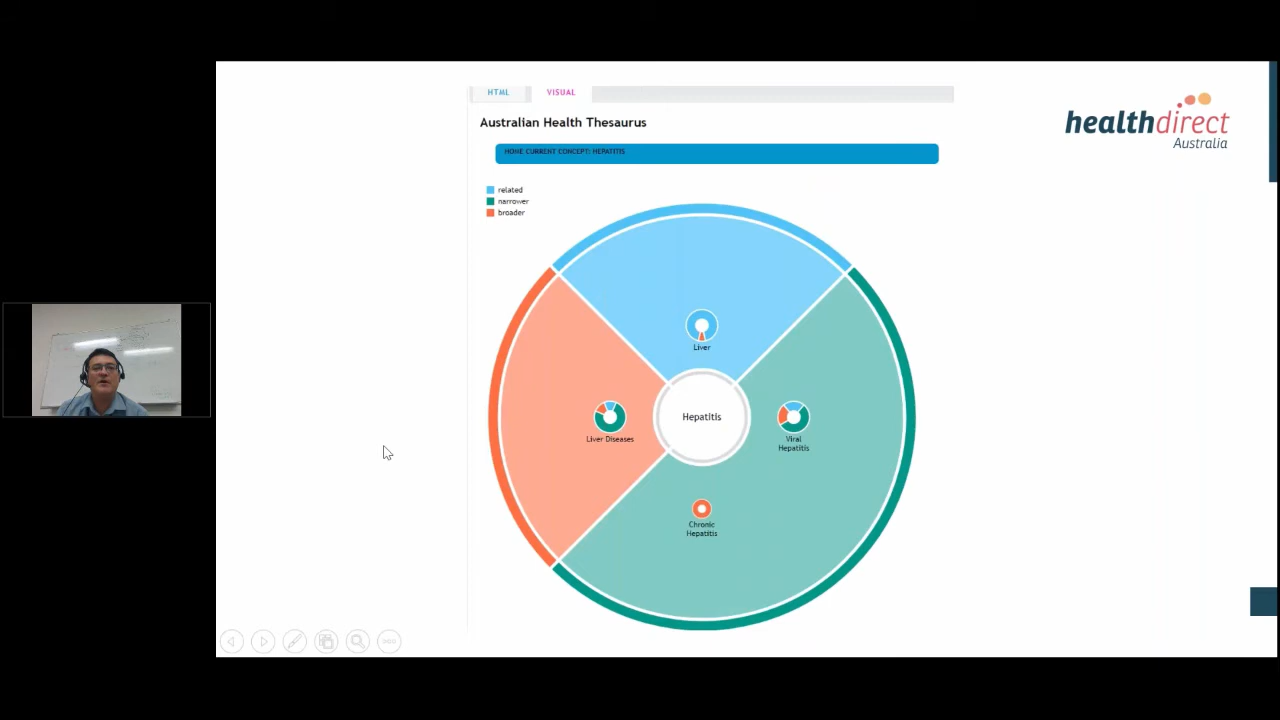 HTML VISUAL
Australian Health Thesaurus
HOME CURRENT CONCEPT: HEPATITIS
healthdirect
Australia
related
narrower
broader
Liver
Hepatitis
Liver Diseases
Viral
Hepatitis
Chronic
Hepatitis